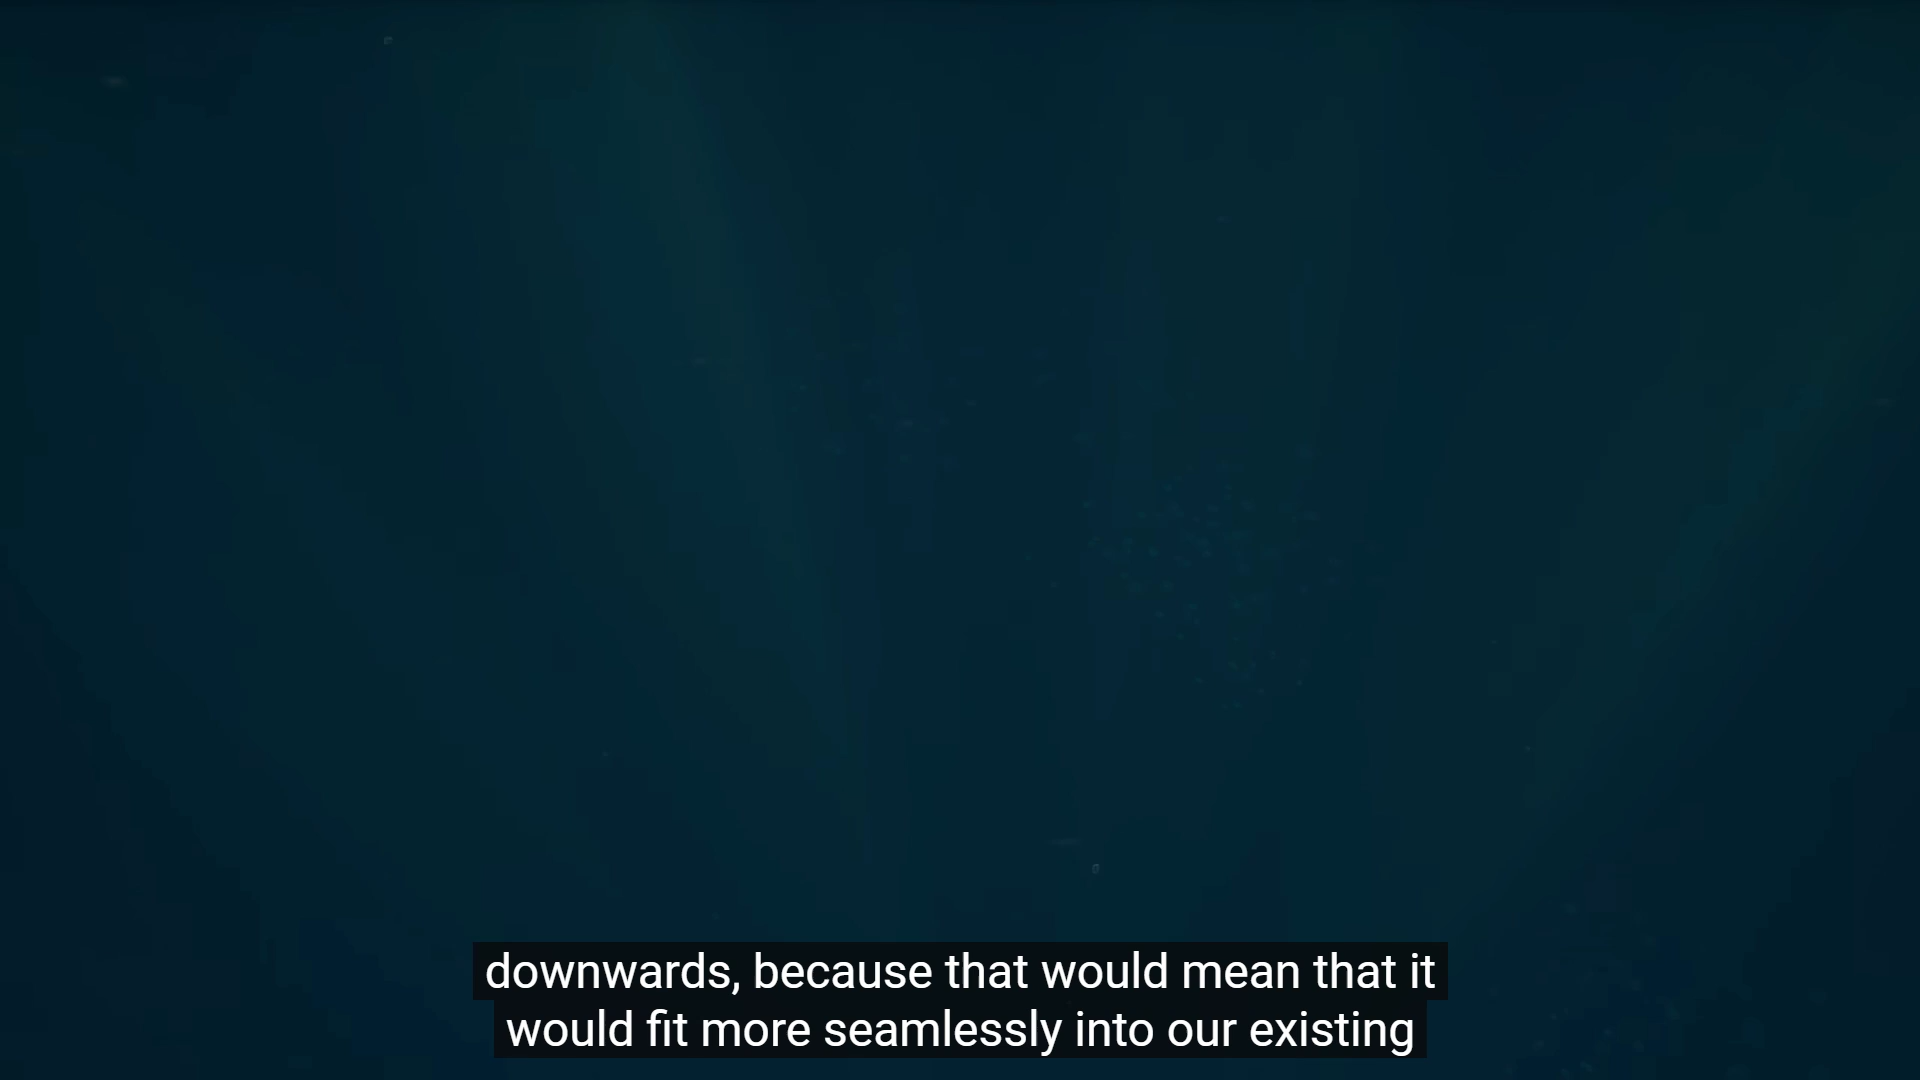 downwards, because that would mean that it
would fit more seamlessly into our existing